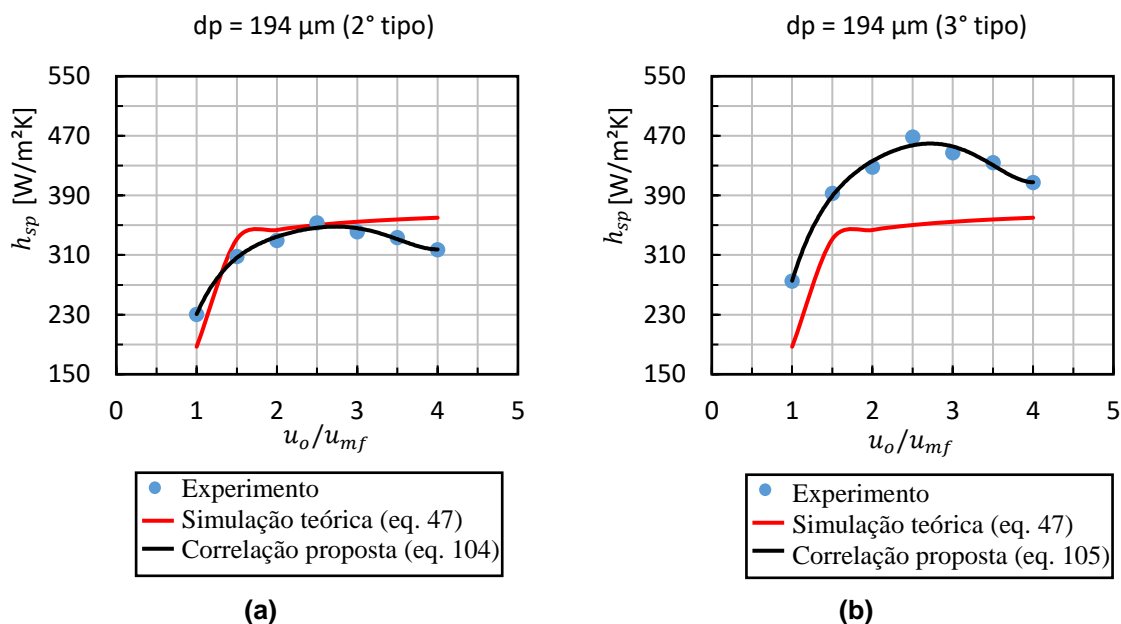 dp = 194 µm (2° tipo)
h_sp [W/m²K]
550
470
390
310
230
150
0 1 2 3 4 5
u_o/u_mf
Experimento
Simulação teórica (eq. 47)
Correlação proposta (eq. 104)
(a)
dp = 194 µm (3° tipo)
h_sp [W/m²K]
550
470
390
310
230
150
0 1 2 3 4 5
u_o/u_mf
Experimento
Simulação teórica (eq. 47)
Correlação proposta (eq. 105)
(b)